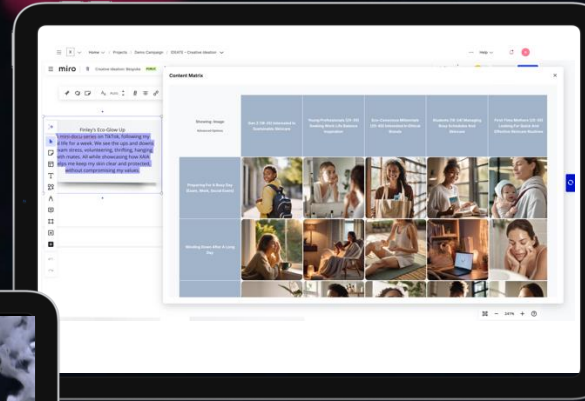 Home / Projects / Demo Campaign / IDEATE - Creative Ideation
Help
miro
Creative Ideation Bespoke
Auto
Content Matrix
Finley's Eco Glow Up
mini docu-series on TikTok, following my
life for a week. We see the ups and downs
exam stress, volunteering, thrifting, hanging
with mates. All while showcasing how
helps me keep my skin clear and protected,
without compromising my values.
Showing: Image
Advanced Options
Gen Z (18-24) Interested In
Sustainable Skincare
Young Professionals (25-35)
Seeking Work-Life Balance
Inspiration
Eco-Conscious Millennials
(25-40) Interested In Ethical
Brands
Students (18-24) Managing
Busy Schedules And
Skincare
First-Time Mothers (25-40)
Looking For Quick And
Effective Skincare Routines
Preparing For A Busy Day
(Exam, Work, Social Event)
Winding Down After A Long
Day